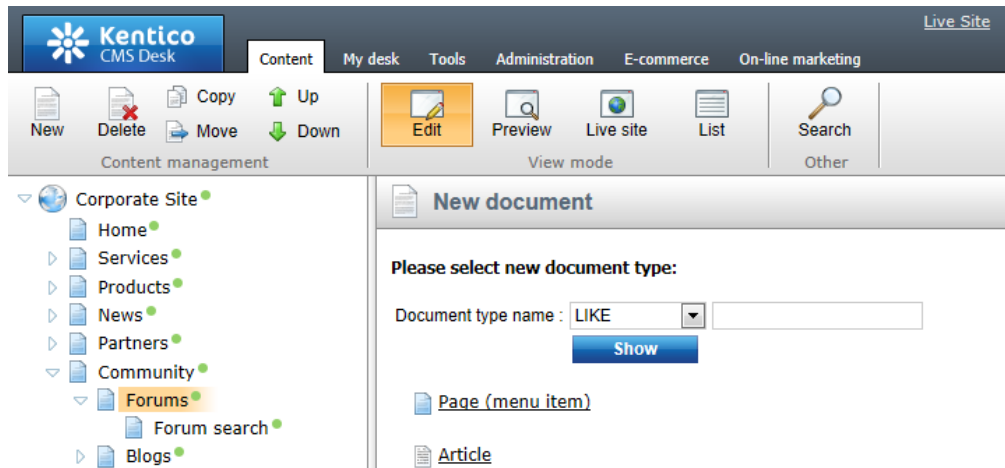 Live Site
Kentico
CMS Desk
Content My desk Tools Administration E-commerce On-line marketing
New Delete Copy Move Up Down
Content management
Edit Preview Live site List
View mode
Search
Other
Corporate Site
Home
Services
Products
News
Partners
Community
Forums
Forum search
Blogs
New document
Please select new document type:
Document type name : LIKE
Show
Page (menu item)
Article